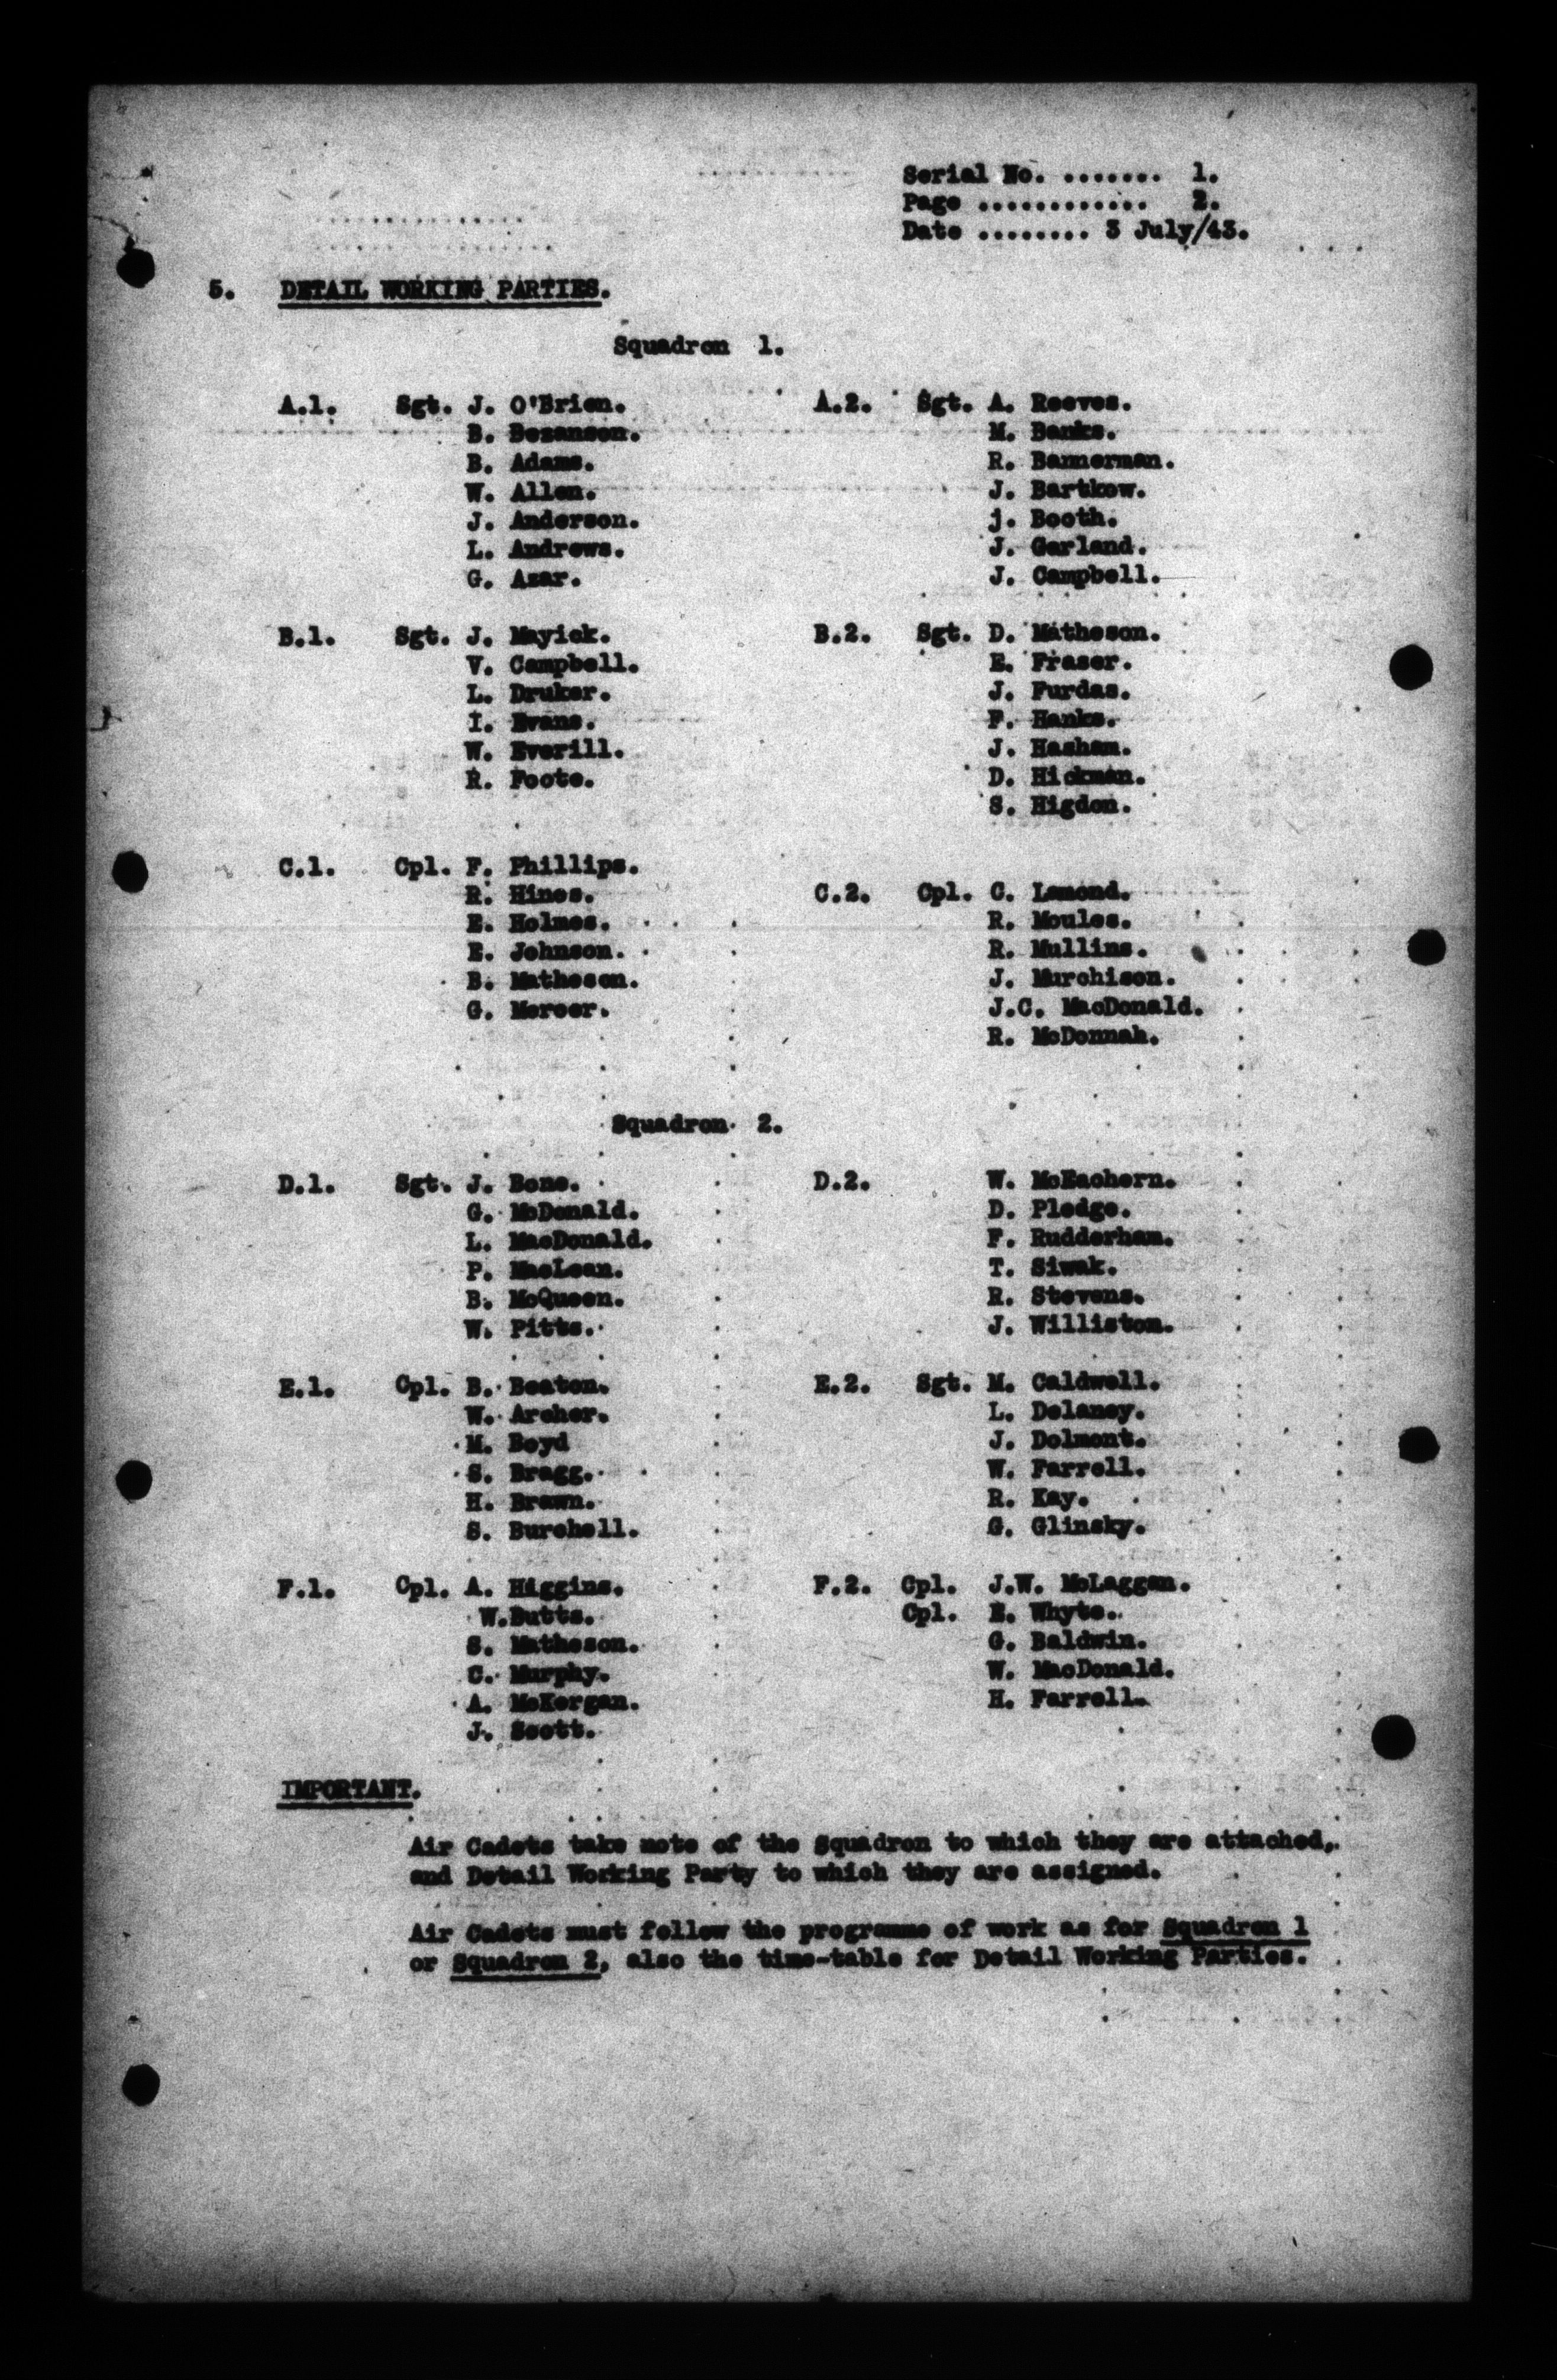 Serial No. ....... 1.
Page ............ 2.
Date ........ 3 July/43.
5. DETAIL WORKING PARTIES.
Squadron 1.
A.1. Sgt. J. O'Brien. A.2. Sgt. A. Reeves.
B. Bezanson. M. Banks.
B. Adams. R. Bannerman.
W. Allen. J. Bartkow.
J. Anderson. j. Booth.
L. Andrews. J. Garland.
G. Azar. J. Campbell.
B.1. Sgt. J. Mayick. B.2. Sgt. D. Matheson.
V. Campbell. E. Fraser.
L. Druker. J. Furdas.
I. Evans. F. Hanks.
W. Everill. J. Hasham.
R. Foote. D. Hickman.
S. Higdon.
C.1. Cpl. F. Phillips.
R. Hines. C.2. Cpl. C. Lamond.
E. Holmes. R. Moules.
E. Johnson. R. Mullins.
B. Matheson. J. Murchison.
G. Mercer. J.C. MacDonald.
R. McDonnah.
Squadron 2.
D.1. Sgt. J. Bone. D.2. W. McEachern.
G. McDonald. D. Pledge.
L. MacDonald. F. Rudderham.
P. MacLean. T. Siwak.
B. McQueen. R. Stevens.
W. Pitts. J. Williston.
E.1. Cpl. B. Beaton. E.2. Sgt. M. Caldwell.
W. Archer. L. Delaney.
M. Boyd J. Dolmont.
S. Bragg. W. Farrell.
H. Brawn. R. Kay.
S. Burchell. G. Glinsky.
F.1. Cpl. A. Higgins. F.2. Cpl. J.W. McLaggan.
W.Butts. Cpl. E. Whyte.
S. Matheson. G. Baldwin.
C. Murphy. W. MacDonald.
A. McKergan. H. Farrell.
J. Scott.
IMPORTANT.
Air Cadets take note of the Squadron to which they are attached,
and Detail Working Party to which they are assigned.
Air Cadets must follow the programme of work as for Squadron 1
or Squadron 2, also the time-table for Detail Working Parties.